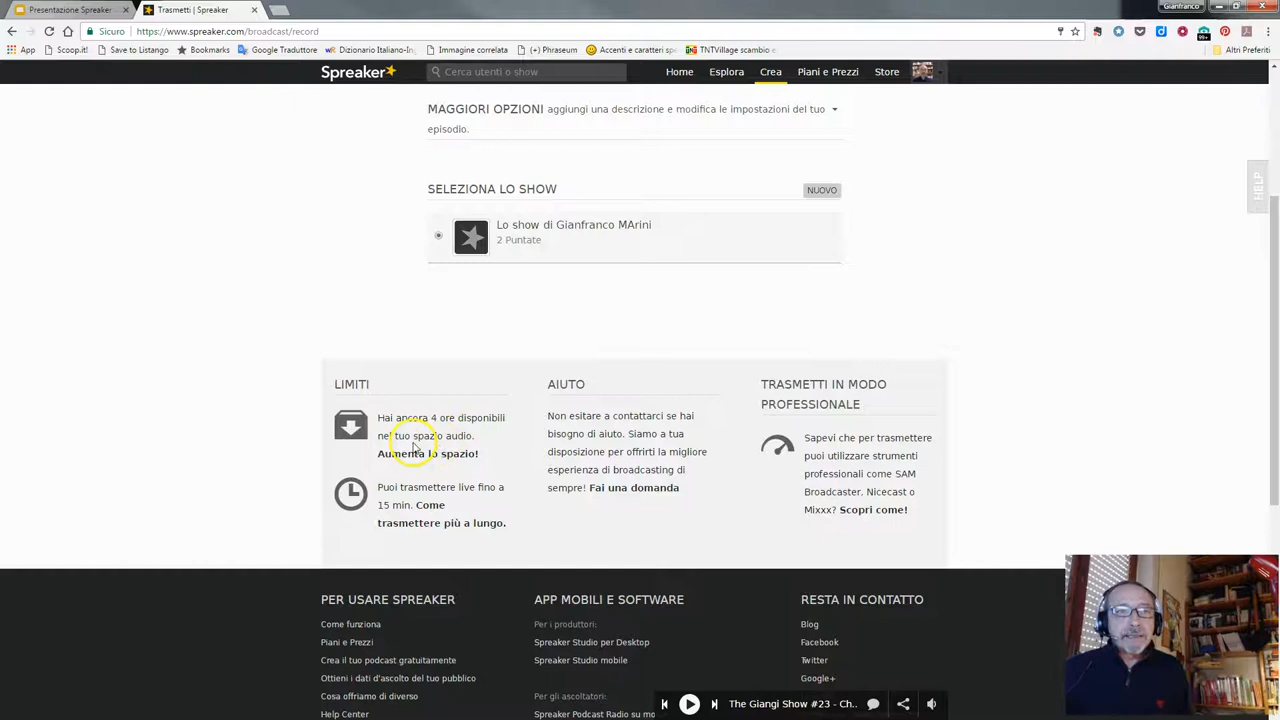 Presentazione gianfranco
Trasmetti | Spreaker
Gianfranco
Sicuro
https://www.spreaker.com/broadcast/record
App
Scoop.it!
Save to Listango
Bookmarks
Google Traduttore
Dizionario Italiano-In
Immagine correlata
(+) Phraseum
Accenti e caratteri spe
TNTVillage scambio e
Altri Preferiti
99+
Spreaker
Cerca utenti o show
Home
Esplora
Crea
Piani e Prezzi
Store
MAGGIORI OPZIONI aggiungi una descrizione e modifica le impostazioni del tuo
episodio.
HELP
SELEZIONA LO SHOW
NUOVO
Lo show di Gianfranco MArini
2 Puntate
LIMITI
Hai ancora 4 ore disponibili
nel tuo spazio audio.
Aumenta lo spazio!
Puoi trasmettere live fino a
15 min. Come
trasmettere più a lungo.
AIUTO
Non esitare a contattarci se hai
bisogno di aiuto. Siamo a tua
disposizione per offrirti la migliore
esperienza di broadcasting di
sempre! Fai una domanda
TRASMETTI IN MODO
PROFESSIONALE
Sapevi che per trasmettere
puoi utilizzare strumenti
professionali come SAM
Broadcaster, Nicecast o
Mixxx? Scopri come!
PER USARE SPREAKER
Come funziona
Piani e Prezzi
Crea il tuo podcast gratuitamente
Ottieni i dati d'ascolto del tuo pubblico
Cosa offriamo di diverso
Help Center
APP MOBILI E SOFTWARE
Per i produttori:
Spreaker Studio per Desktop
Spreaker Studio mobile
Per gli ascoltatori:
Spreaker Podcast Radio su mo
RESTA IN CONTATTO
Blog
Facebook
Twitter
Google+
The Giangi Show #23 - Ch..